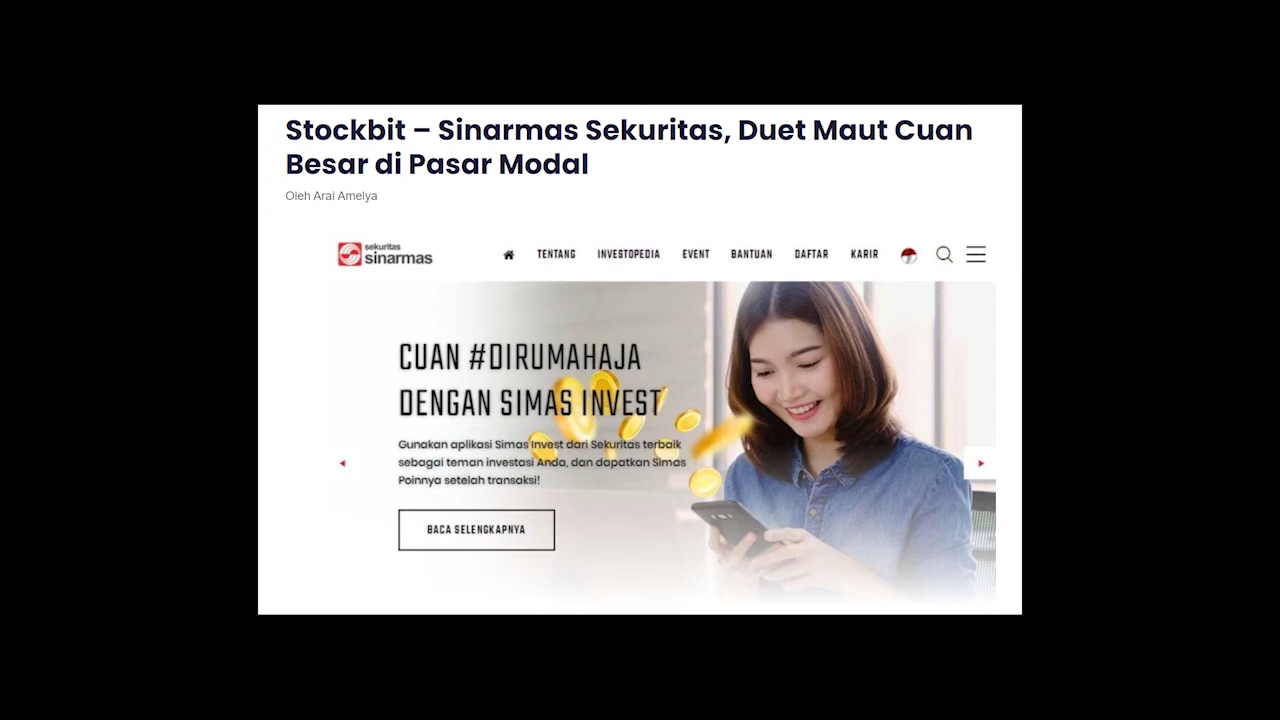 Stockbit – Sinarmas Sekuritas, Duet Maut Cuan
Besar di Pasar Modal
Oleh Arai Amelya
sekuritas
sinarmas
TENTANG INVESTOPEDIA EVENT BANTUAN DAFTAR KARIR
CUAN #DIRUMAHAJA
DENGAN SIMAS INVEST
Gunakan aplikasi Simas Invest dari Sekuritas terbaik
sebagai teman investasi Anda, dan dapatkan Simas
Poinnya setelah transaksi!
BACA SELENGKAPNYA